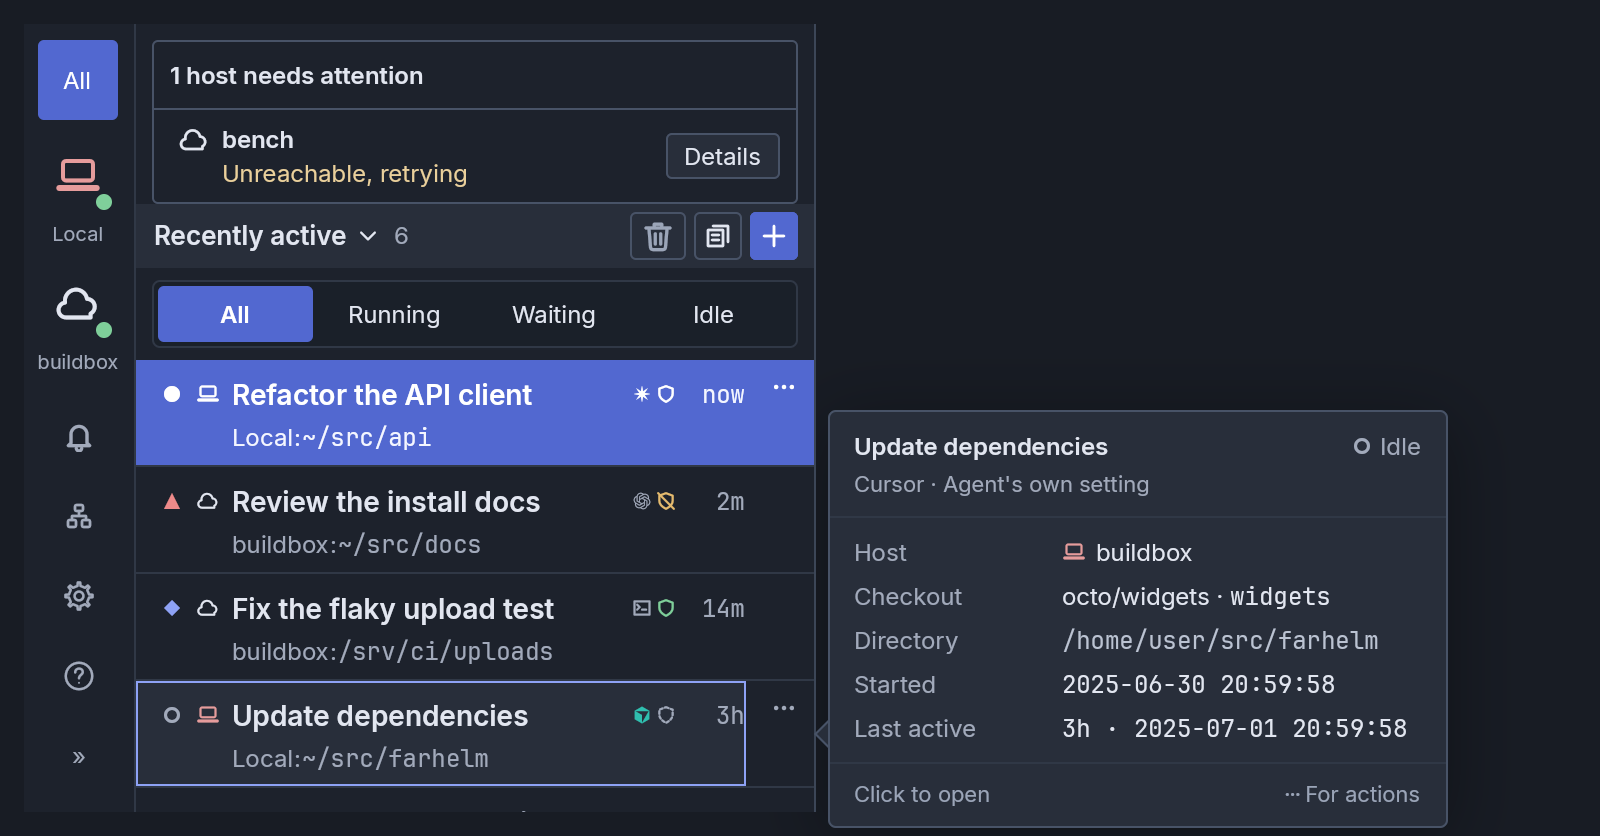 All
Local
buildbox
»
1 host needs attention
bench
Unreachable, retrying
Details
Recently active 6
All Running Waiting Idle
Refactor the API client now ···
Local:~/src/api
Review the install docs 2m
buildbox:~/src/docs
Fix the flaky upload test 14m
buildbox:/srv/ci/uploads
Update dependencies 3h ···
Local:~/src/farhelm
Update dependencies Idle
Cursor · Agent's own setting
Host buildbox
Checkout octo/widgets · widgets
Directory /home/user/src/farhelm
Started 2025-06-30 20:59:58
Last active 3h · 2025-07-01 20:59:58
Click to open ··· For actions